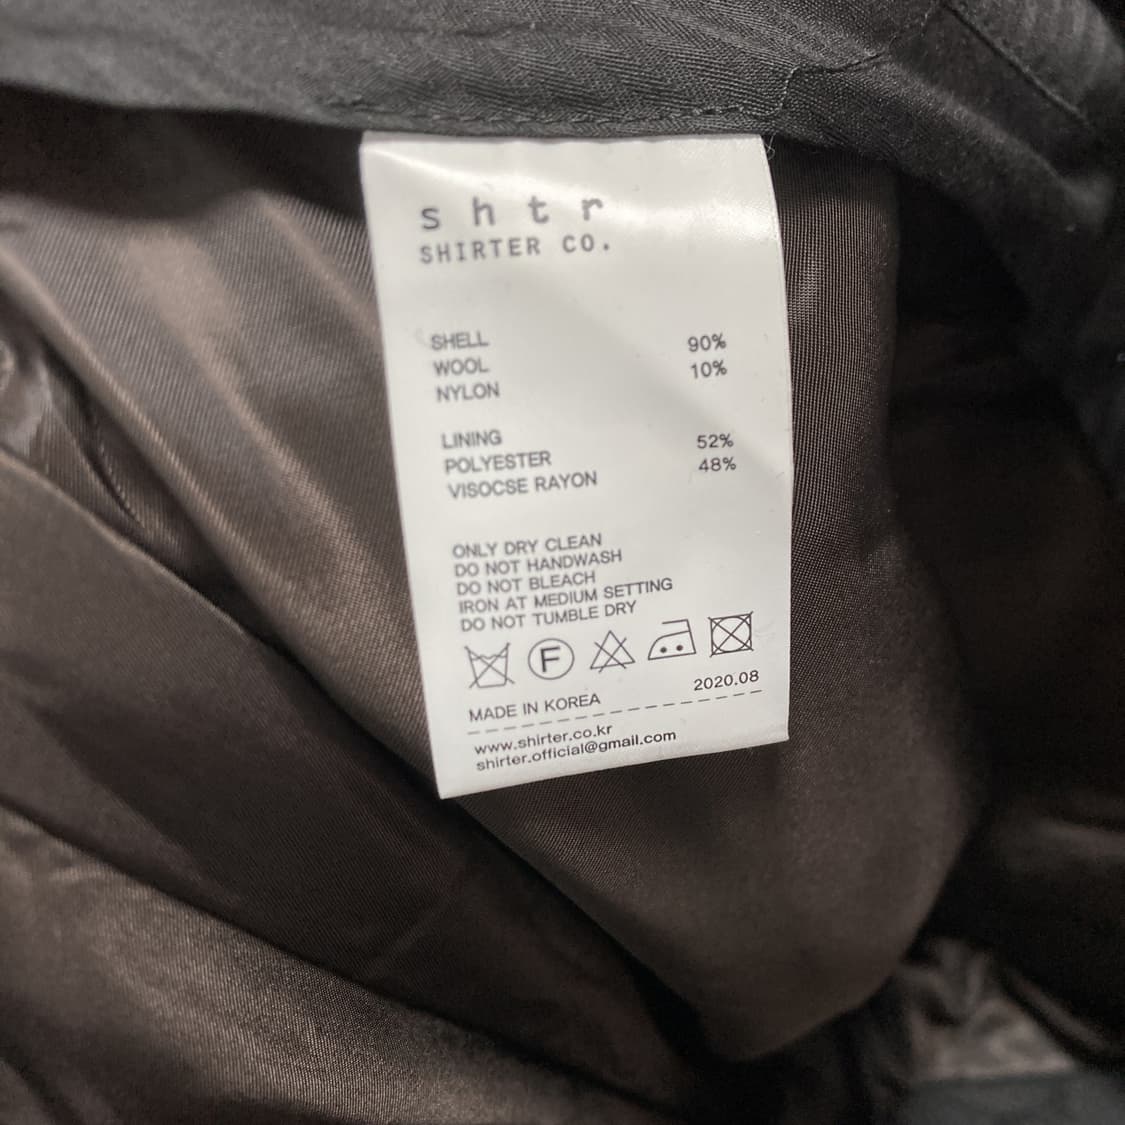 s h t r
SHIRTER CO.
SHELL 90%
WOOL 10%
NYLON
LINING 52%
POLYESTER 48%
VISOCSE RAYON
ONLY DRY CLEAN
DO NOT HANDWASH
DO NOT BLEACH
IRON AT MEDIUM SETTING
DO NOT TUMBLE DRY
F
MADE IN KOREA 2020.08
www.shirter.co.kr
shirter.official@gmail.com